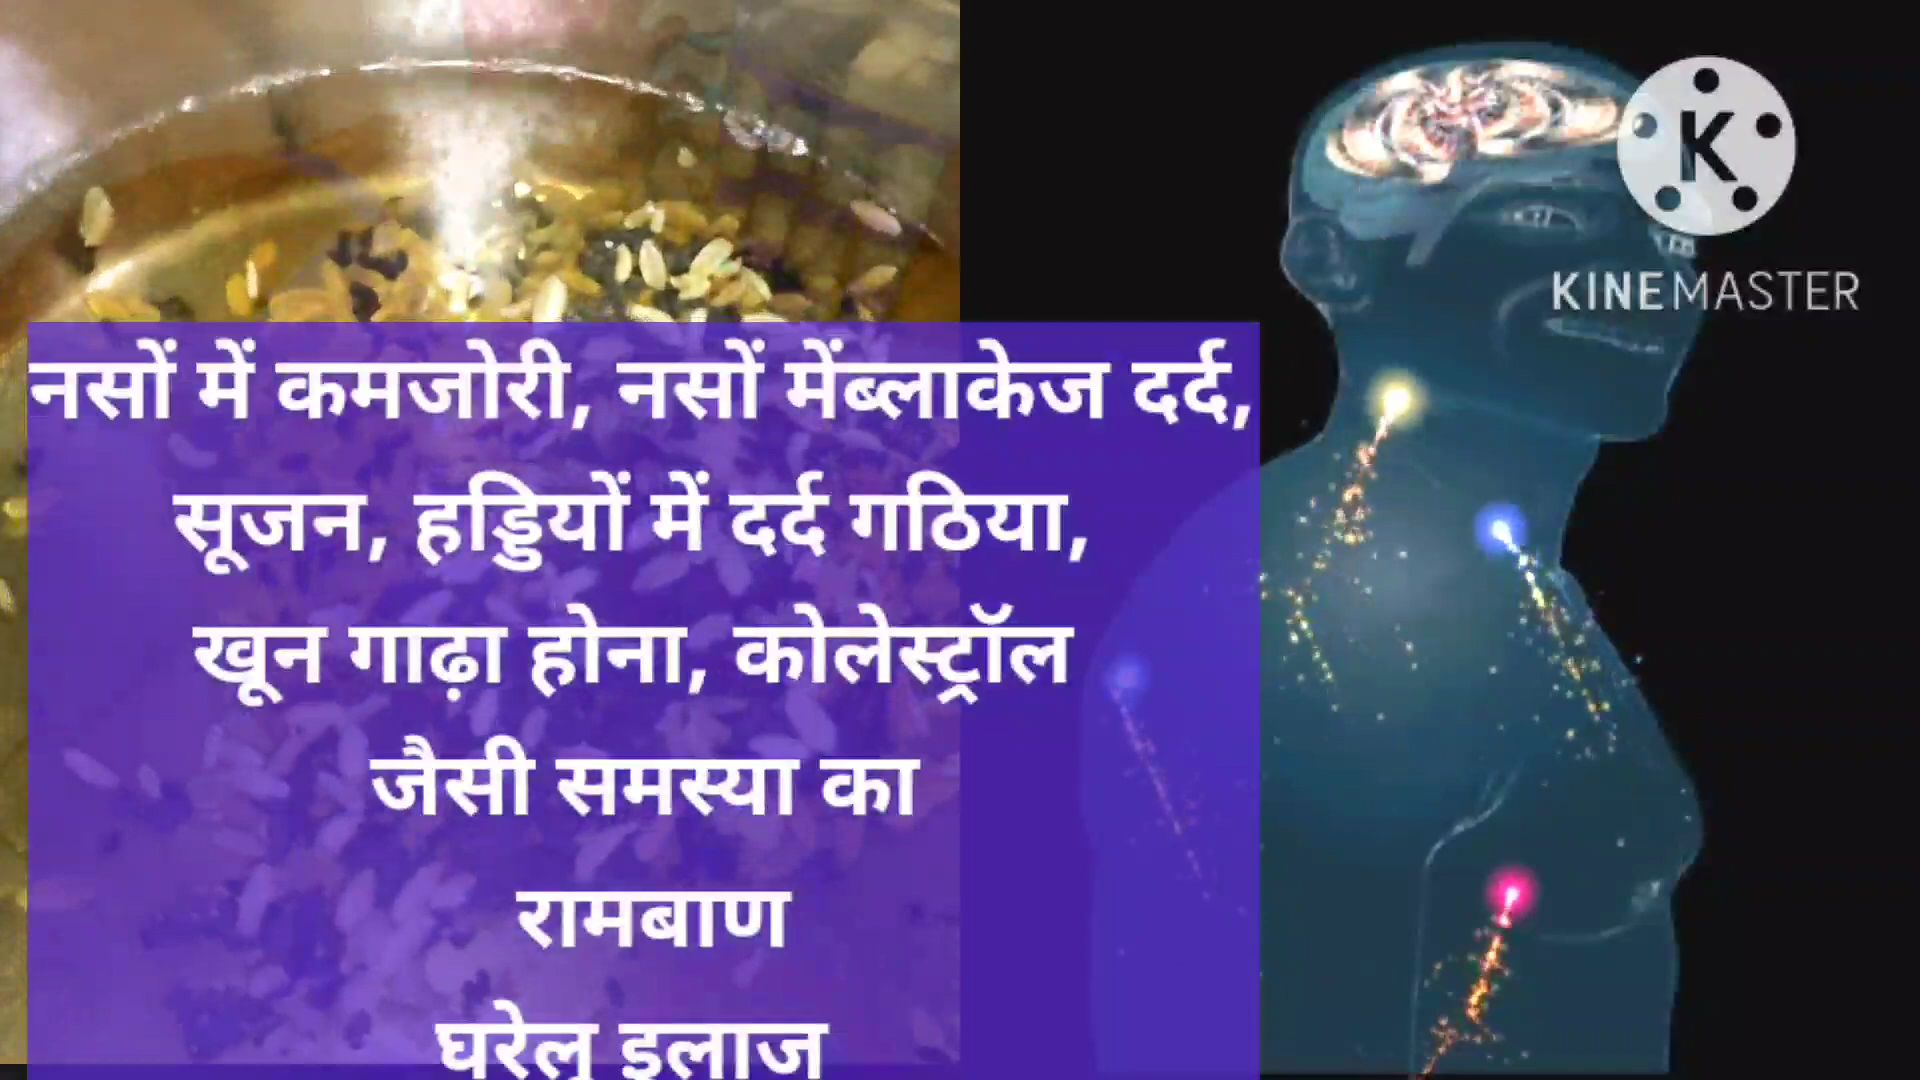 K
KINEMASTER
नसों में कमजोरी, नसों मेंब्लाकेज दर्द,
सूजन, हड्डियों में दर्द गठिया,
खून गाढ़ा होना, कोलेस्ट्रॉल
जैसी समस्या का
रामबाण
घरेलु इलाज